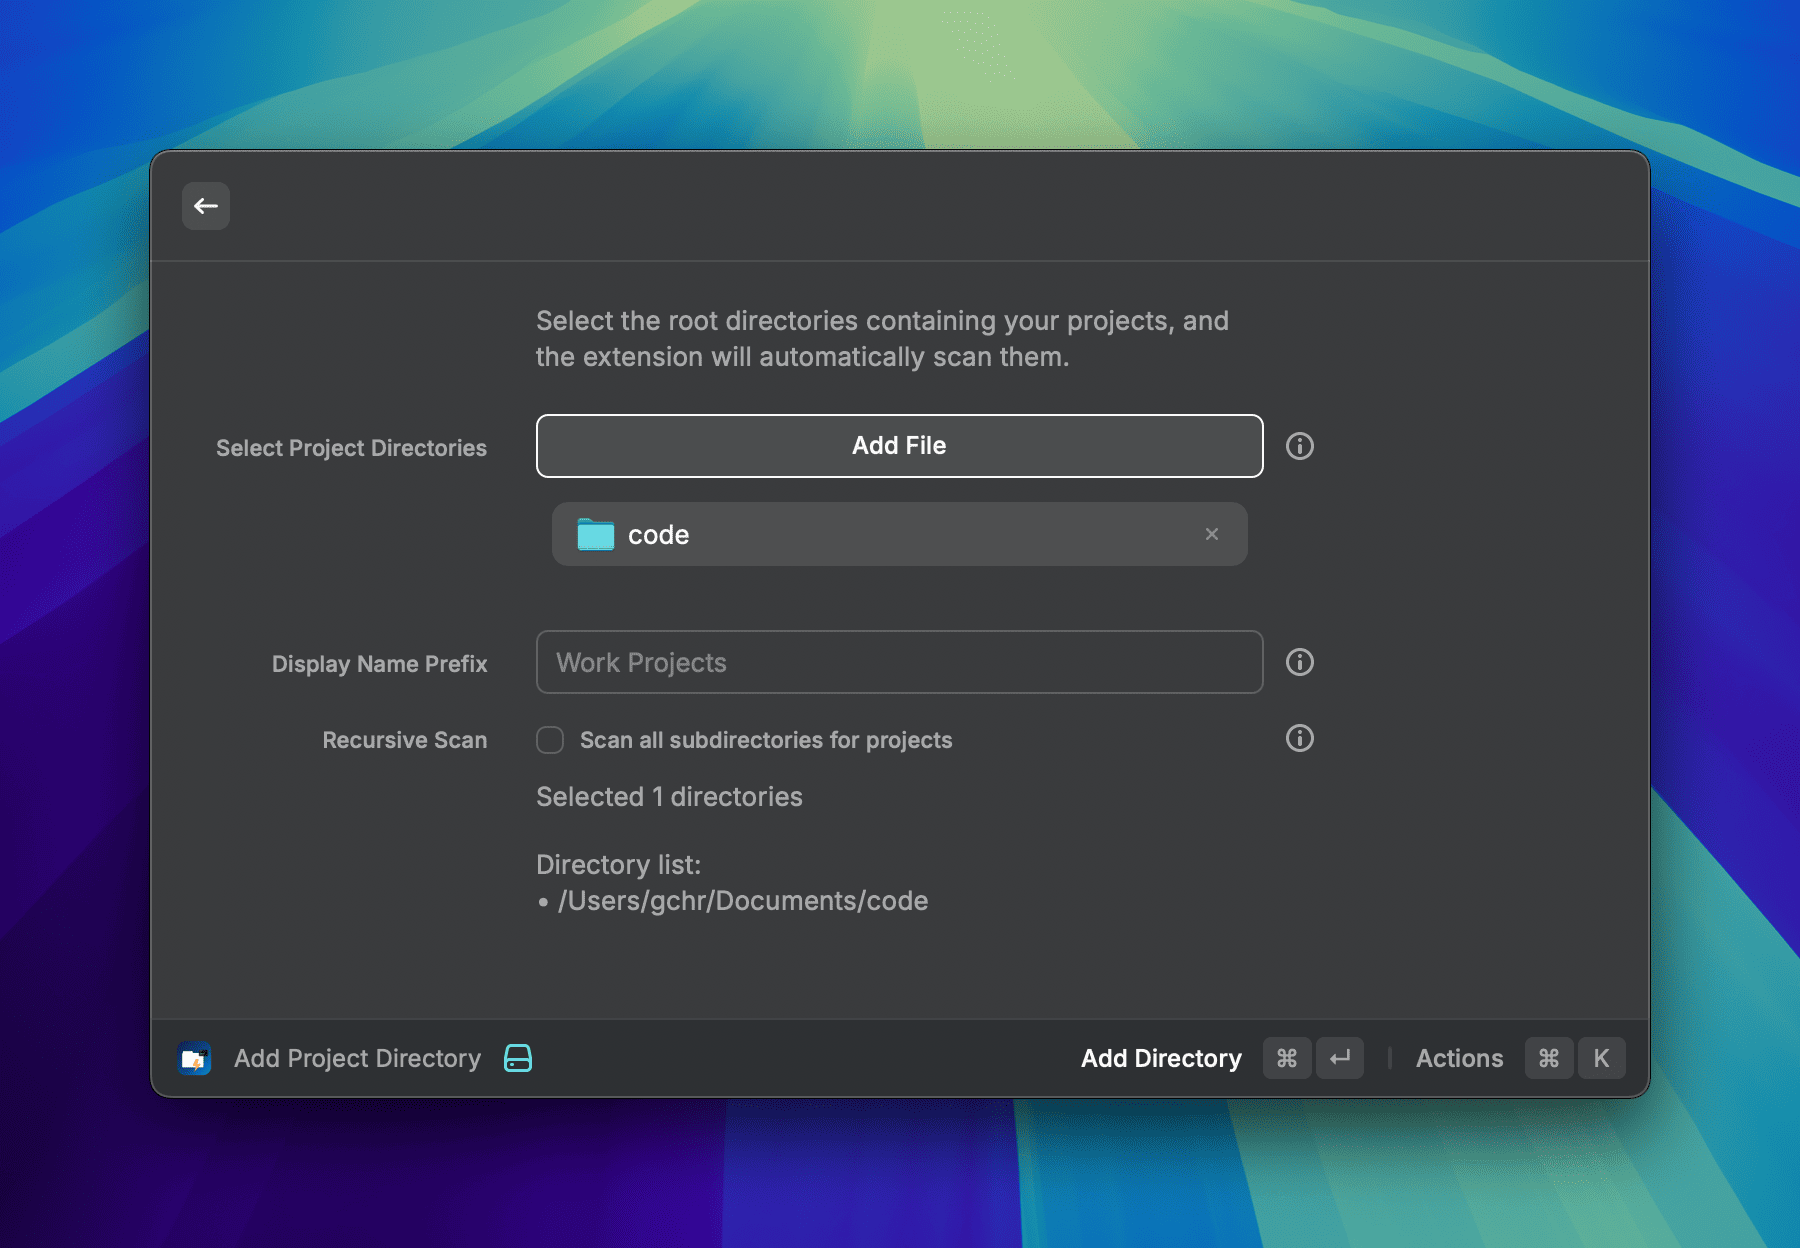 Select the root directories containing your projects, and
the extension will automatically scan them.
Select Project Directories
Add File
code
Display Name Prefix
Work Projects
Recursive Scan
Scan all subdirectories for projects
Selected 1 directories
Directory list:
• /Users/gchr/Documents/code
Add Project Directory
Add Directory ⌘ ↵
Actions ⌘ K